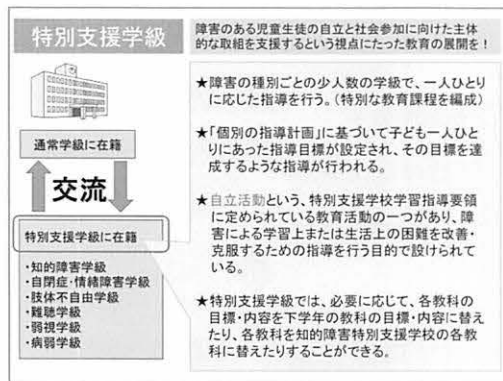 特別支援学級
障害のある児童生徒の自立と社会参加に向けた主体
的な取組を支援するという視点にたった教育の展開を！
通常学級に在籍
交流
特別支援学級に在籍
・知的障害学級
・自閉症・情緒障害学級
・肢体不自由学級
・難聴学級
・弱視学級
・病弱学級
★障害の種別ごとの少人数の学級で、一人ひとり
に応じた指導を行う。（特別な教育課程を編成）
★「個別の指導計画」に基づいて子ども一人ひと
りにあった指導目標が設定され、その目標を達
成するような指導が行われる。
★自立活動という、特別支援学校学習指導要領
に定められている教育活動の一つがあり、障
害による学習上または生活上の困難を改善・
克服するための指導を行う目的で設けられて
いる。
★特別支援学級では、必要に応じて、各教科の
目標・内容を下学年の教科の目標・内容に替え
たり、各教科を知的障害特別支援学校の各教
科に替えたりすることができる。